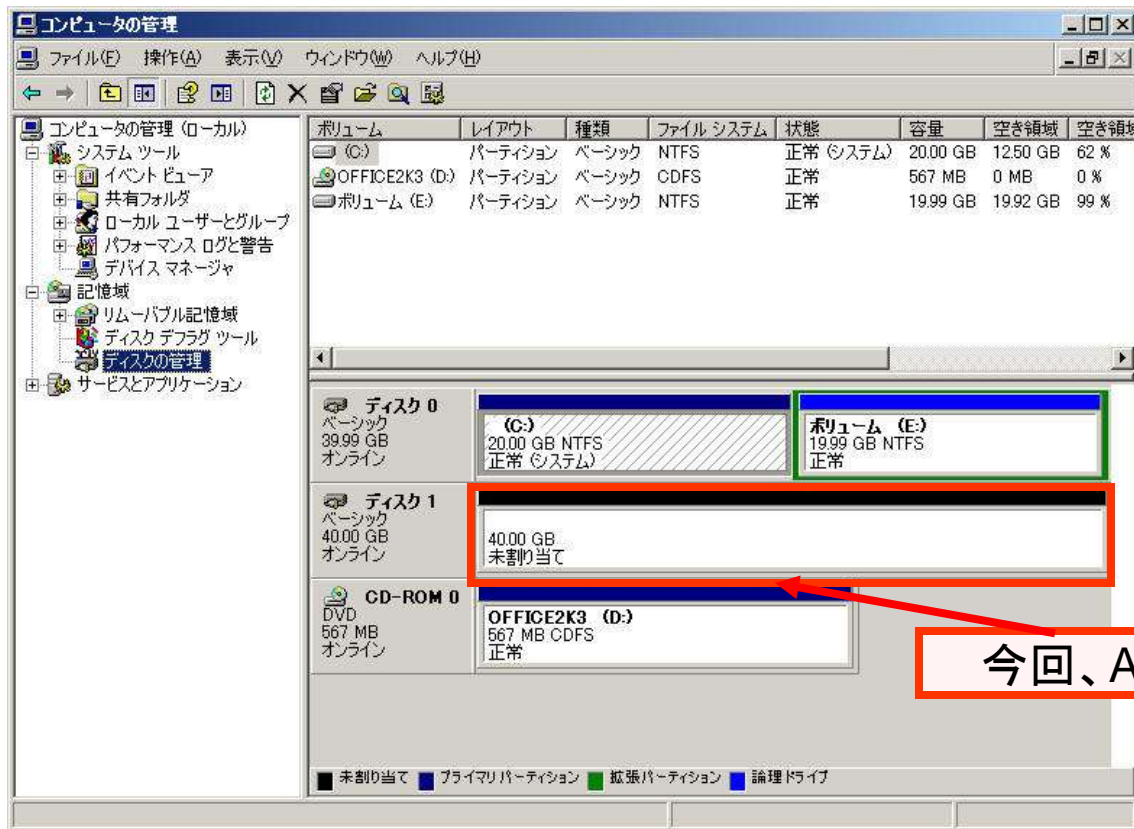 コンピュータの管理
ファイル(F) 操作(A) 表示(V) ウィンドウ(W) ヘルプ(H)
コンピュータの管理 (ローカル)
システム ツール
イベント ビューア
共有フォルダ
ローカル ユーザーとグループ
パフォーマンス ログと警告
デバイス マネージャ
記憶域
リムーバブル記憶域
ディスク デフラグ ツール
ディスクの管理
サービスとアプリケーション
ボリューム レイアウト 種類 ファイル システム 状態 容量 空き領域 空き領域
(C:) パーティション ベーシック NTFS 正常 (システム) 20.00 GB 12.50 GB 62 %
OFFICE2K3 (D:) パーティション ベーシック CDFS 正常 567 MB 0 MB 0 %
ボリューム (E:) パーティション ベーシック NTFS 正常 19.99 GB 19.92 GB 99 %
ディスク 0
ベーシック
39.99 GB
オンライン
(C:)
20.00 GB NTFS
正常 (システム)
ボリューム (E:)
19.99 GB NTFS
正常
ディスク 1
ベーシック
40.00 GB
オンライン
40.00 GB
未割り当て
CD-ROM 0
DVD
567 MB
オンライン
OFFICE2K3 (D:)
567 MB CDFS
正常
今回、A
未割り当て プライマリ パーティション 拡張パーティション 論理ドライブ